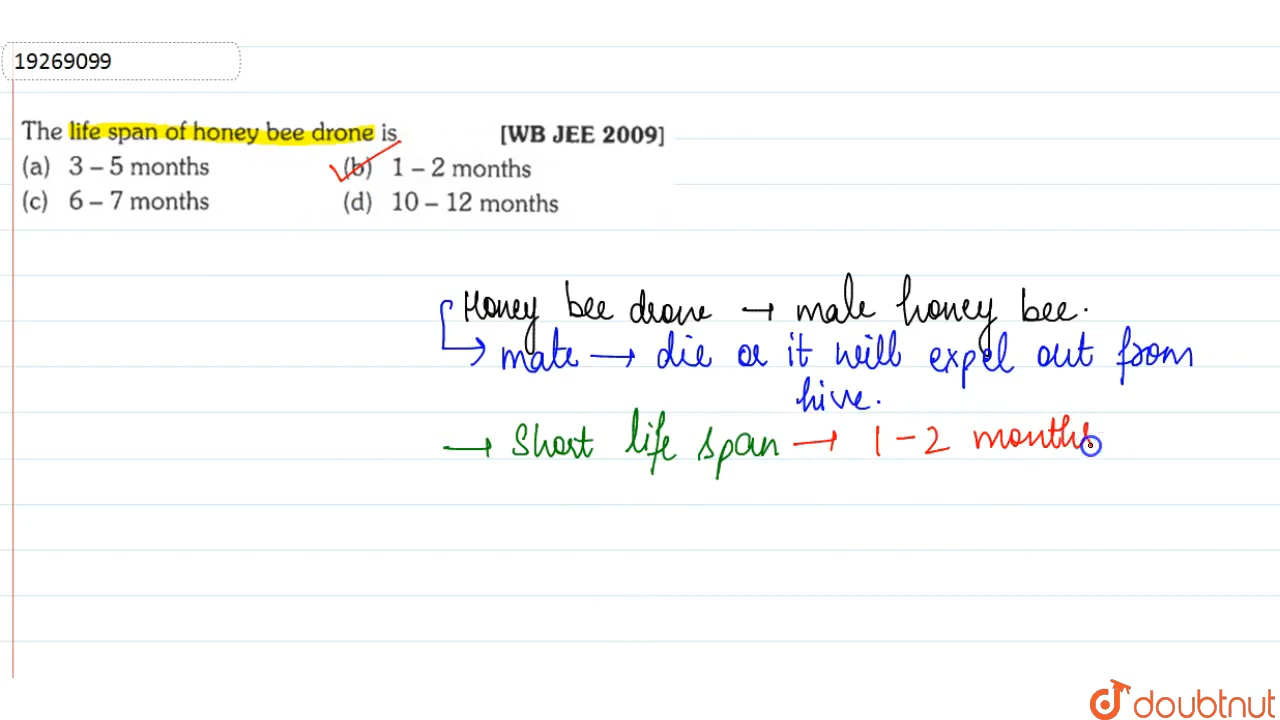 19269099
The life span of honey bee drone is [WB JEE 2009]
(a) 3 – 5 months (b) 1 – 2 months
(c) 6 – 7 months (d) 10 – 12 months
Honey bee drone → male honey bee.
→ mate → die or it will expel out from
hive.
→ Short life span → 1 – 2 months
doubtnut